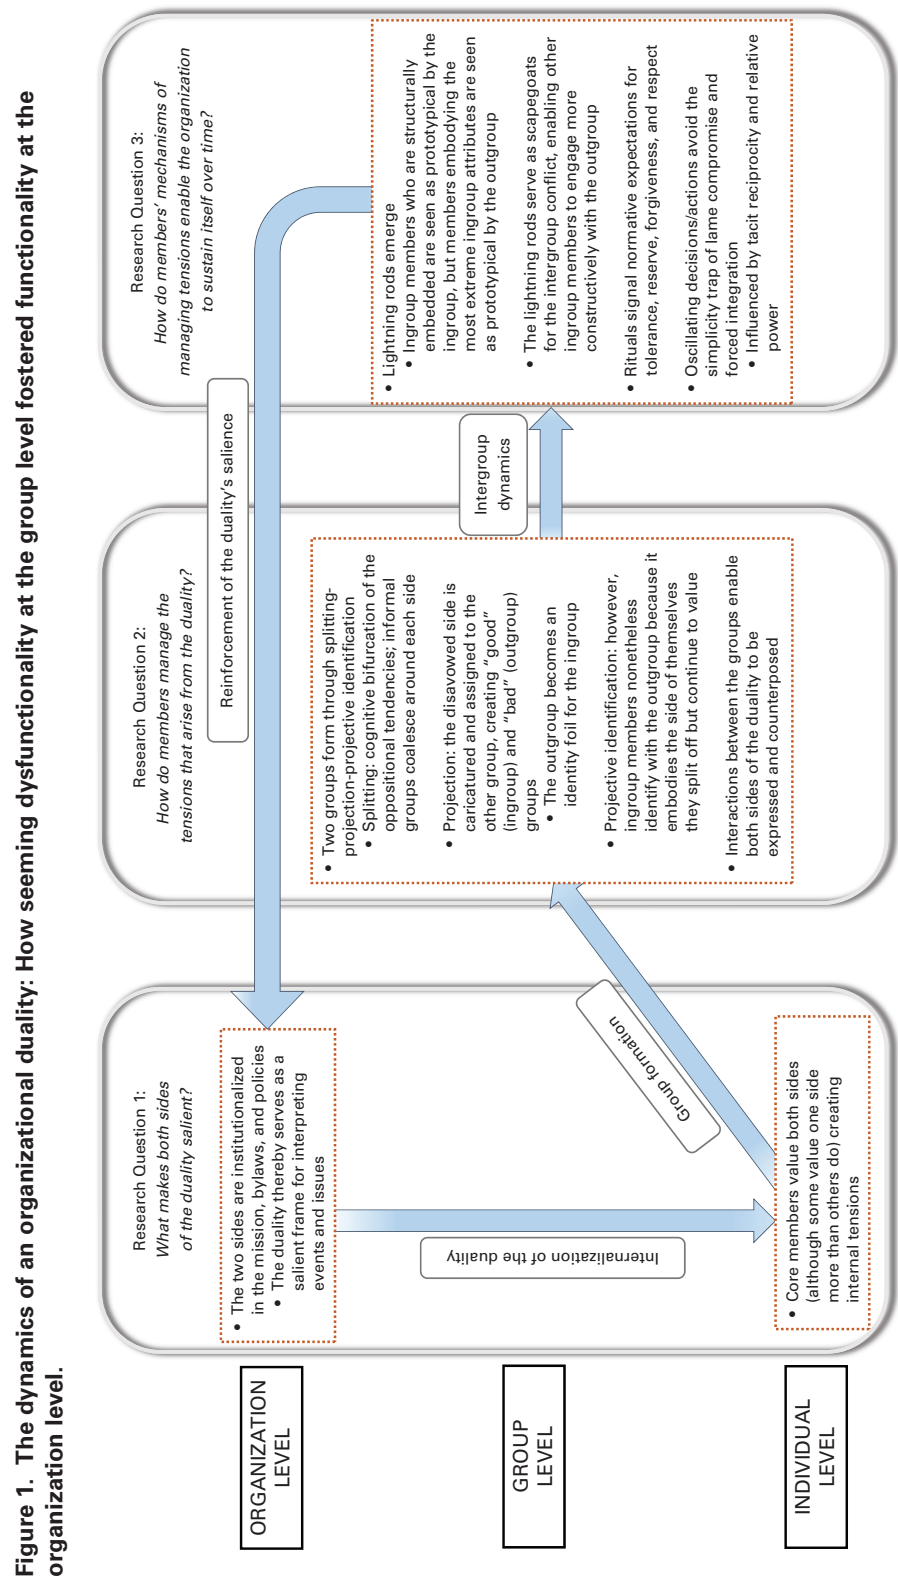 Figure 1. The dynamics of an organizational duality: How seeming dysfunctionality at the group level fostered functionality at the
organization level.
ORGANIZATION
LEVEL
GROUP
LEVEL
INDIVIDUAL
LEVEL
Research Question 1:
What makes both sides
of the duality salient?
• The two sides are institutionalized
in the mission, bylaws, and policies
• The duality thereby serves as a
salient frame for interpreting
events and issues
Internalization of the duality
• Core members value both sides
(although some value one side
more than others do) creating
internal tensions
Group formation
Research Question 2:
How do members manage the
tensions that arise from the duality?
• Two groups form through splitting-
projection-projective identification
• Splitting: cognitive bifurcation of the
oppositional tendencies; informal
groups coalesce around each side
• Projection: the disavowed side is
caricatured and assigned to the
other group, creating “good”
(ingroup) and “bad” (outgroup)
groups
• The outgroup becomes an
identity foil for the ingroup
• Projective identification: however,
ingroup members nonetheless
identify with the outgroup because it
embodies the side of themselves
they split off but continue to value
• Interactions between the groups enable
both sides of the duality to be
expressed and counterposed
Reinforcement of the duality’s salience
Intergroup
dynamics
Research Question 3:
How do members’ mechanisms of
managing tensions enable the organization
to sustain itself over time?
• Lightning rods emerge
• Ingroup members who are structurally
embedded are seen as prototypical by the
ingroup, but members embodying the
most extreme ingroup attributes are seen
as prototypical by the outgroup
• The lightning rods serve as scapegoats
for the intergroup conflict, enabling other
ingroup members to engage more
constructively with the outgroup
• Rituals signal normative expectations for
tolerance, reserve, forgiveness, and respect
• Oscillating decisions/actions avoid the
simplicity trap of lame compromise and
forced integration
• Influenced by tacit reciprocity and relative
power